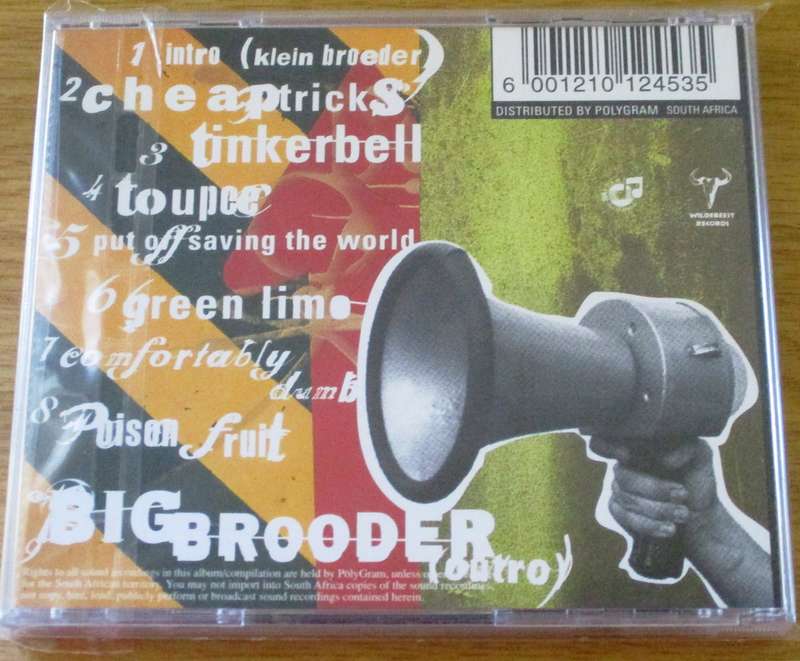 1 intro (klein broeder)
2 cheap tricks
3 tinkerbell
4 toupee
5 put off saving the world
6 green lime
7 comfortably
dumb
8 Poison fruit
9 BIG BROODER
(outro)
6 001210 124535
DISTRIBUTED BY POLYGRAM SOUTH AFRICA
WILDEBEEST
RECORDS
Rights to all sound recordings in this album/compilation are held by PolyGram, unless
for the South African territory. You may not import into South Africa copies of the sound recordings,
not copy, hire, lend, publicly perform or broadcast sound recordings contained herein.